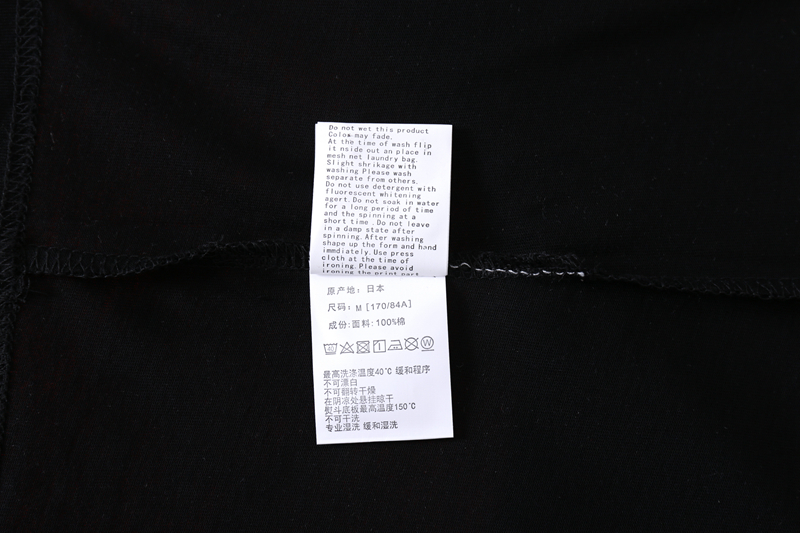 Do not wet this product
Color may fade.
At the time of wash flip
it nside out an place in
mesh net laundry bag.
Slight shrikage with
washing Please wash
separate from others.
Do not use detergent with
fluorescent whitening
agert. Do not soak in water
for a long period of time
and the spinning at a
short time. Do not leave
in a damp state after
spinning. After washing
shape up the form and hand
immediately. Use press
cloth at the time of
ironing. Please avoid
ironing the print part
原产地: 日本
尺码: M [170/84A]
成份: 面料: 100%棉
40 W
最高洗涤温度40℃ 缓和程序
不可漂白
不可翻转干燥
在阴凉处悬挂晾干
熨斗底板最高温度150℃
不可干洗
专业湿洗 缓和湿洗